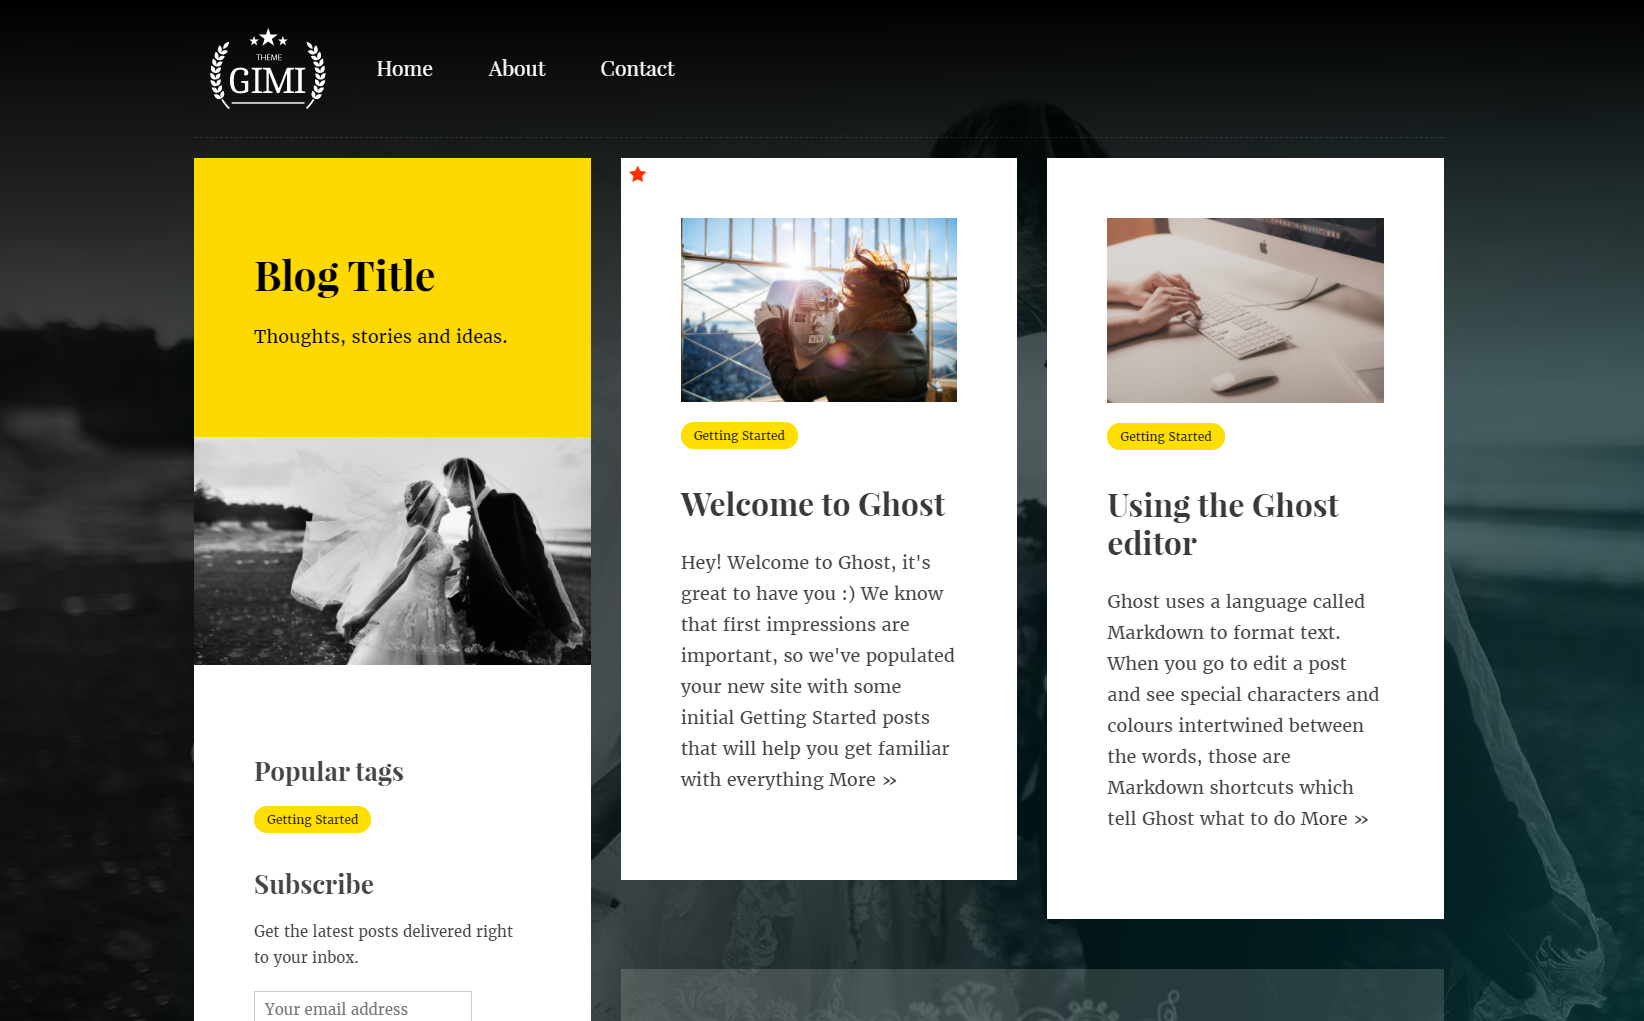 THEME
GIMI
Home
About
Contact
Blog Title
Thoughts, stories and ideas.
Popular tags
Getting Started
Subscribe
Get the latest posts delivered right
to your inbox.
Your email address
Getting Started
Welcome to Ghost
Hey! Welcome to Ghost, it's
great to have you :) We know
that first impressions are
important, so we've populated
your new site with some
initial Getting Started posts
that will help you get familiar
with everything More »
Getting Started
Using the Ghost
editor
Ghost uses a language called
Markdown to format text.
When you go to edit a post
and see special characters and
colours intertwined between
the words, those are
Markdown shortcuts which
tell Ghost what to do More »